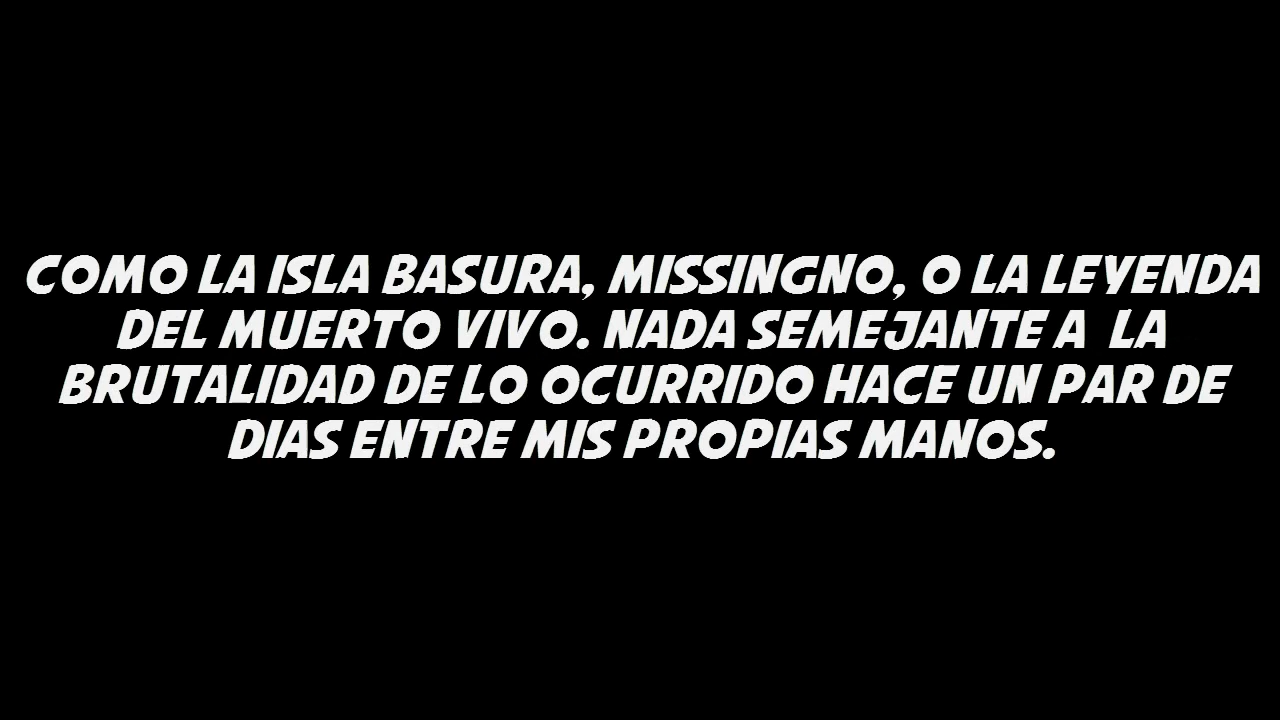 COMO LA ISLA BASURA, MISSINGNO, O LA LEYENDA
DEL MUERTO VIVO. NADA SEMEJANTE A  LA
BRUTALIDAD DE LO OCURRIDO HACE UN PAR DE
DIAS ENTRE MIS PROPIAS MANOS.